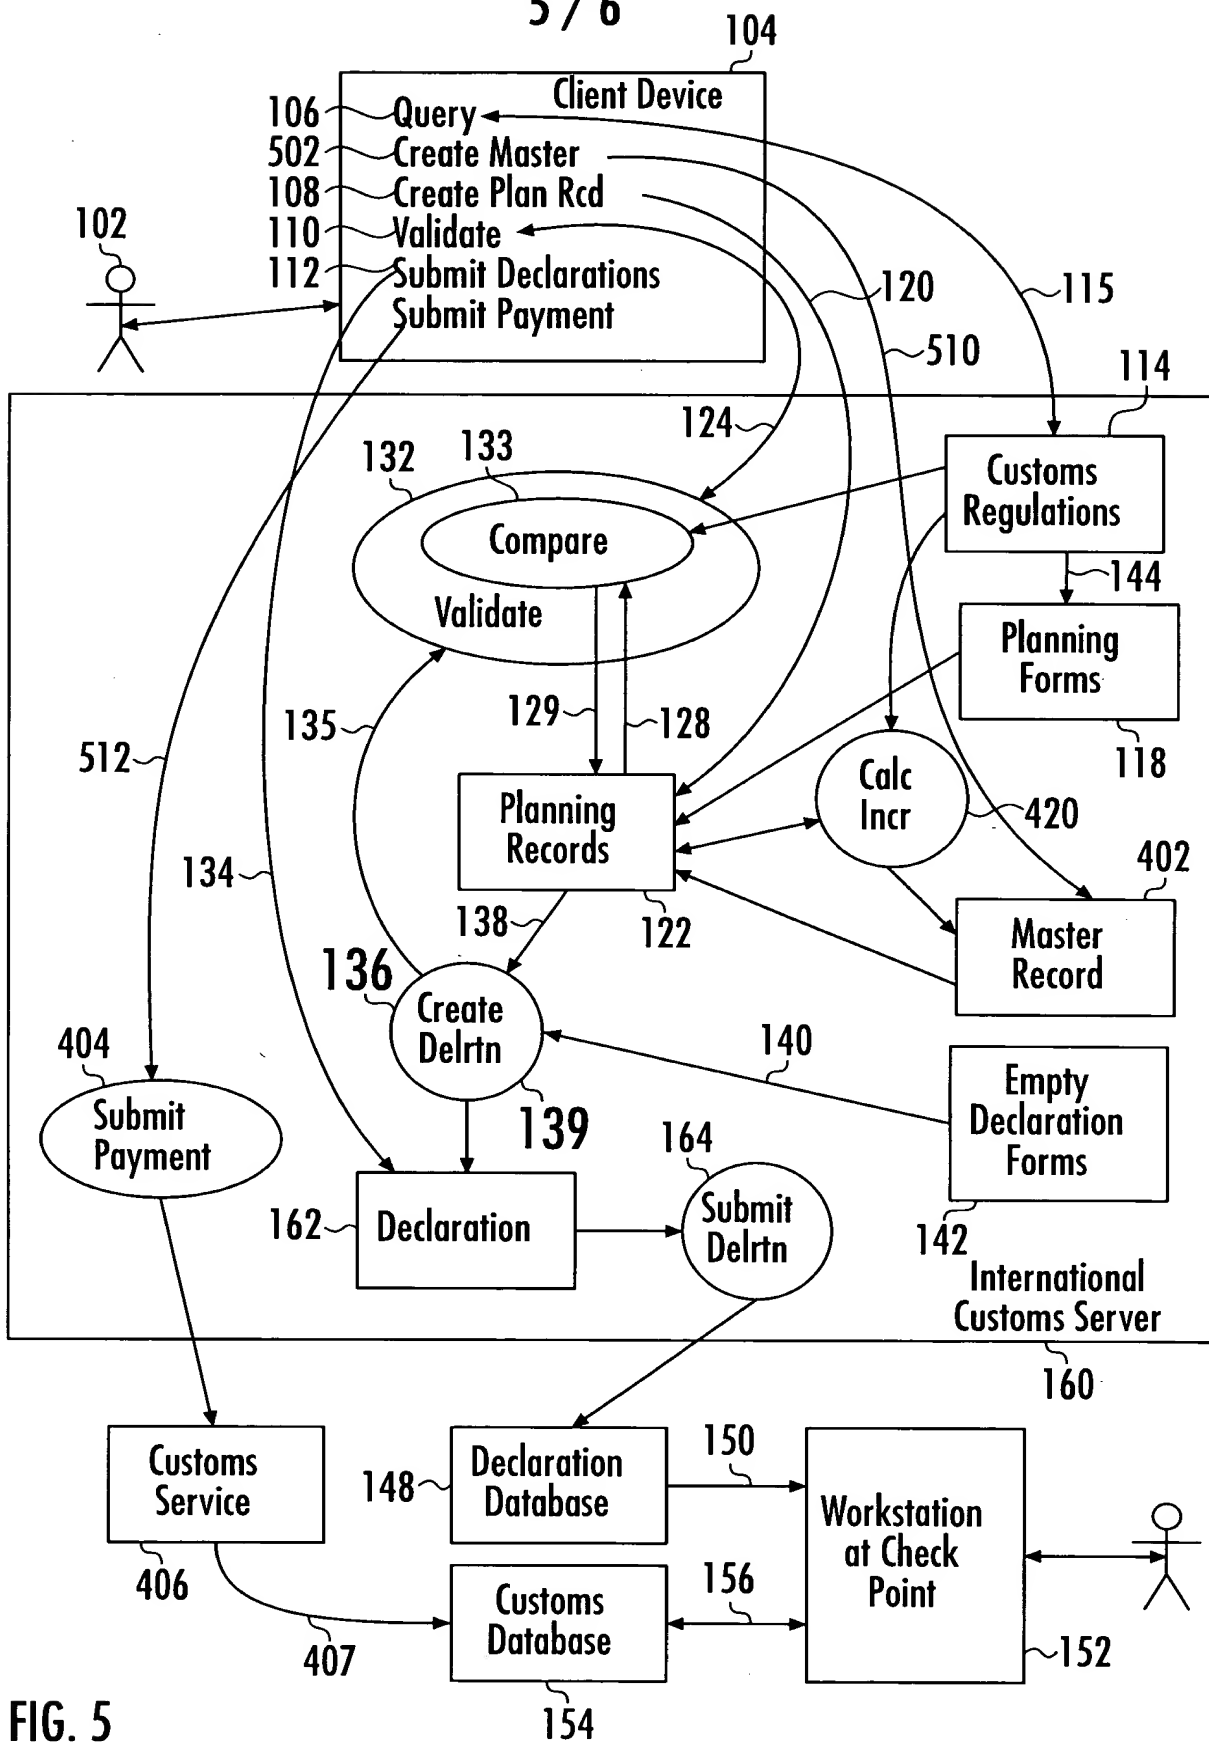 5 / 6
104
Client Device
106
Query
502
Create Master
108
Create Plan Rcd
110
Validate
112
Submit Declarations
Submit Payment
102
120
115
510
114
124
132
133
Customs
Regulations
Compare
Validate
144
Planning
Forms
118
135
129
128
512
Calc
Incr
420
Planning
Records
134
138
122
402
Master
Record
136
Create
Delrtn
139
404
Submit
Payment
140
Empty
Declaration
Forms
142
164
162
Declaration
Submit
Delrtn
International
Customs Server
160
Customs
Service
406
407
148
Declaration
Database
150
Customs
Database
154
156
Workstation
at Check
Point
152
FIG. 5